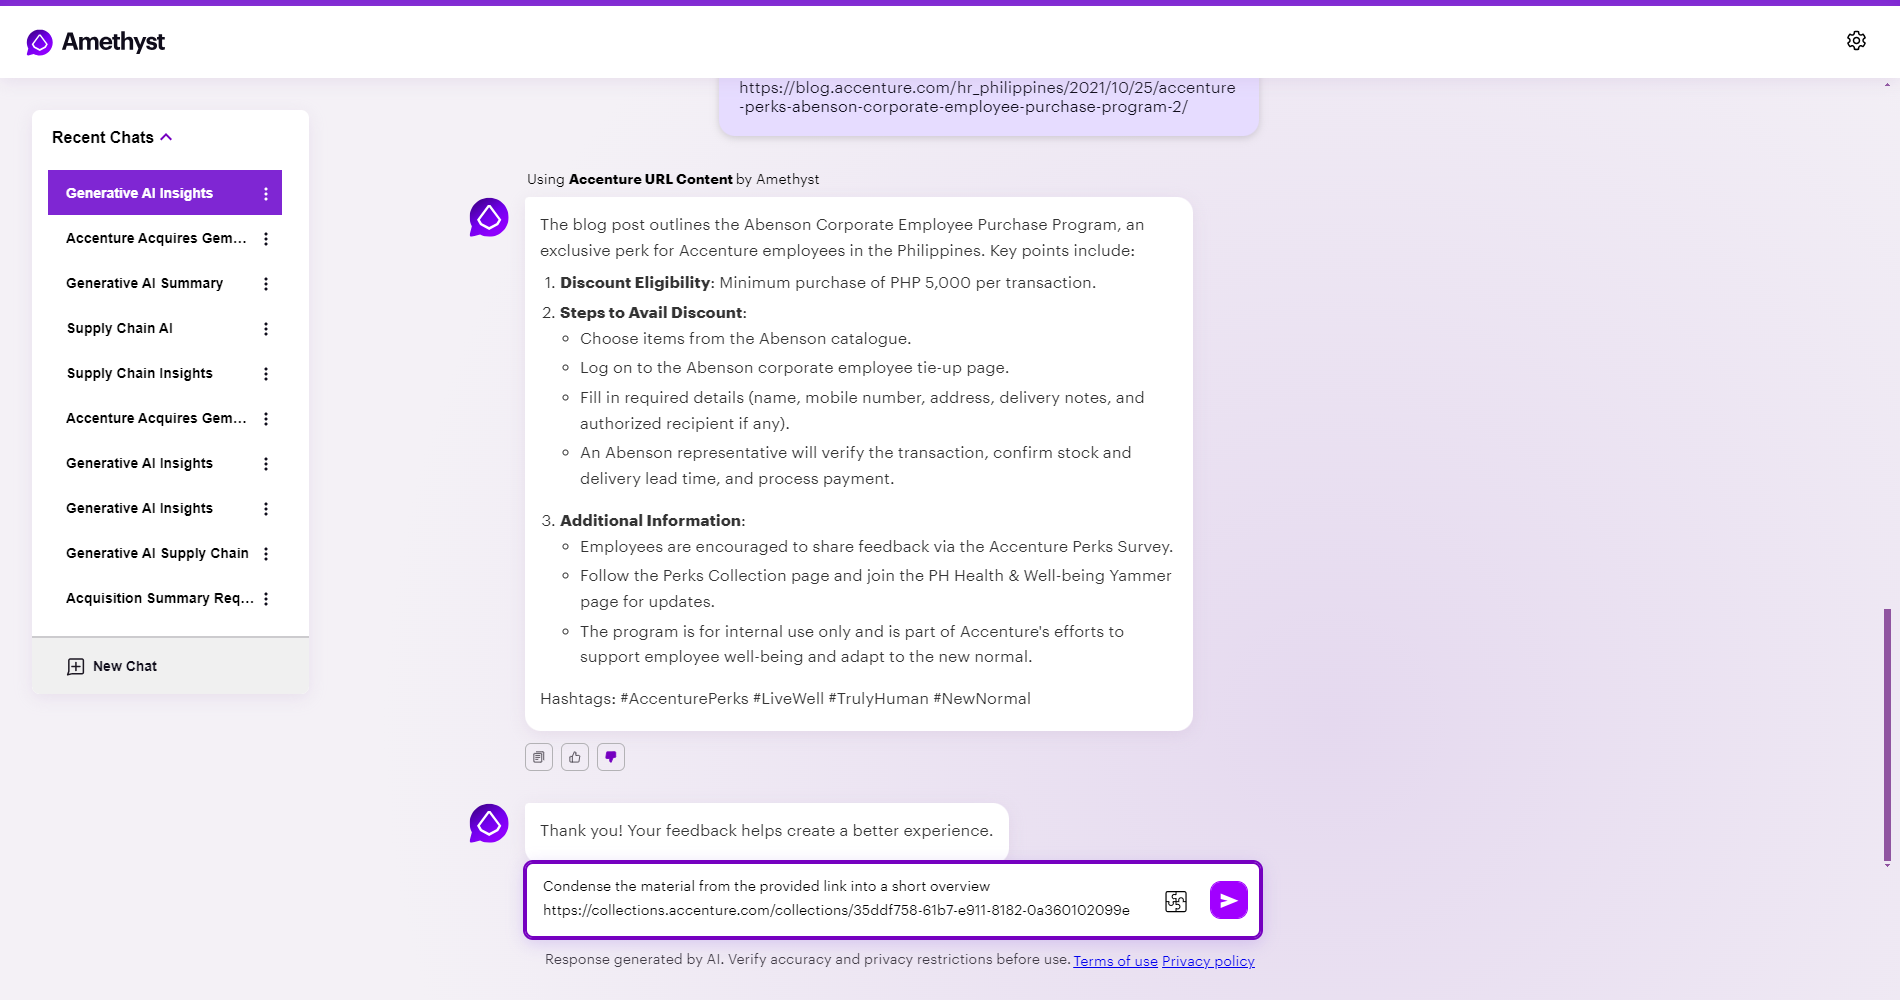 Amethyst
https://blog.accenture.com/hr_philippines/2021/10/25/accenture
-perks-abenson-corporate-employee-purchase-program-2/
Recent Chats
Generative AI Insights
Accenture Acquires Gem...
Generative AI Summary
Supply Chain AI
Supply Chain Insights
Accenture Acquires Gem...
Generative AI Insights
Generative AI Insights
Generative AI Supply Chain
Acquisition Summary Req...
New Chat
Using Accenture URL Content by Amethyst
The blog post outlines the Abenson Corporate Employee Purchase Program, an
exclusive perk for Accenture employees in the Philippines. Key points include:
1. Discount Eligibility: Minimum purchase of PHP 5,000 per transaction.
2. Steps to Avail Discount:
Choose items from the Abenson catalogue.
Log on to the Abenson corporate employee tie-up page.
Fill in required details (name, mobile number, address, delivery notes, and
authorized recipient if any).
An Abenson representative will verify the transaction, confirm stock and
delivery lead time, and process payment.
3. Additional Information:
Employees are encouraged to share feedback via the Accenture Perks Survey.
Follow the Perks Collection page and join the PH Health & Well-being Yammer
page for updates.
The program is for internal use only and is part of Accenture's efforts to
support employee well-being and adapt to the new normal.
Hashtags: #AccenturePerks #LiveWell #TrulyHuman #NewNormal
Thank you! Your feedback helps create a better experience.
Condense the material from the provided link into a short overview
https://collections.accenture.com/collections/35ddf758-61b7-e911-8182-0a360102099e
Response generated by AI. Verify accuracy and privacy restrictions before use. Terms of use Privacy policy